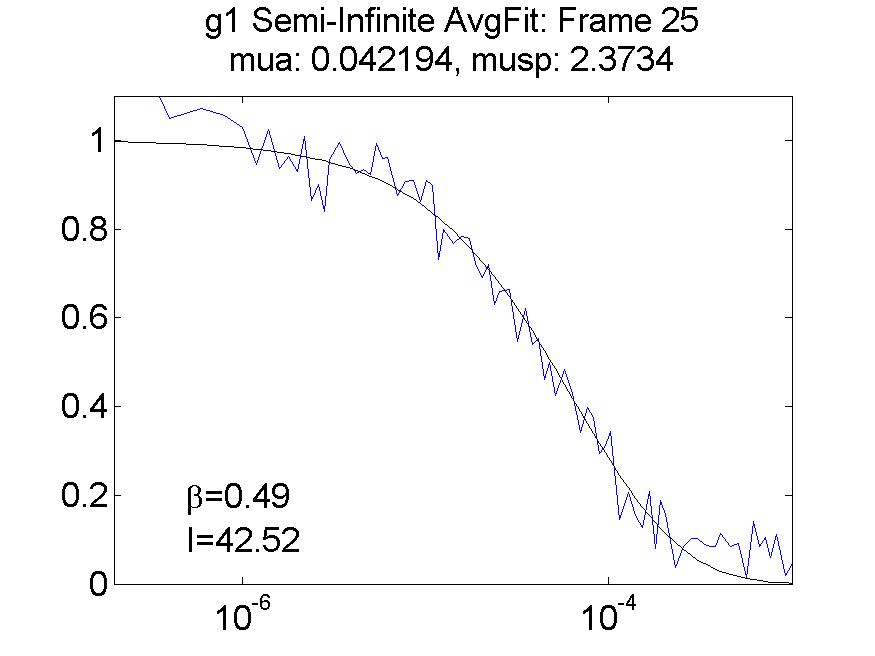 g1 Semi-Infinite AvgFit: Frame 25
mua: 0.042194, musp: 2.3734
1
0.8
0.6
0.4
0.2
0
β=0.49
I=42.52
10^-6
10^-4